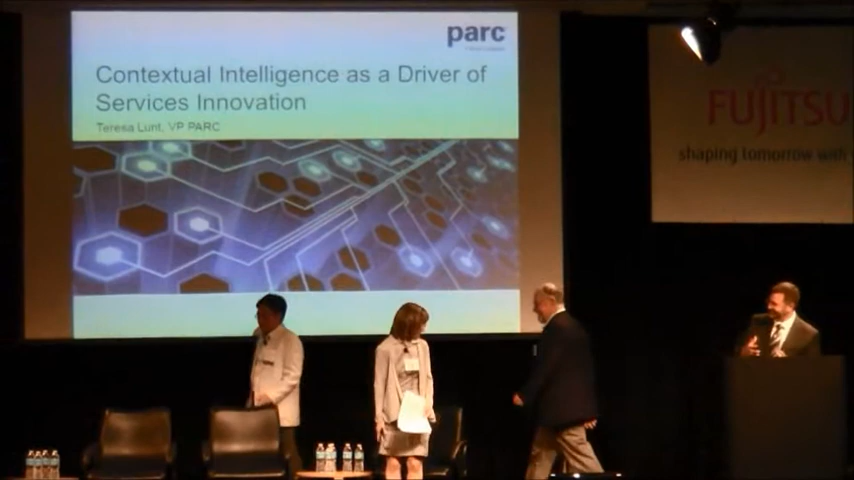 parc
Contextual Intelligence as a Driver of
Services Innovation
Teresa Lunt, VP PARC
FUJITSU
shaping tomorrow with